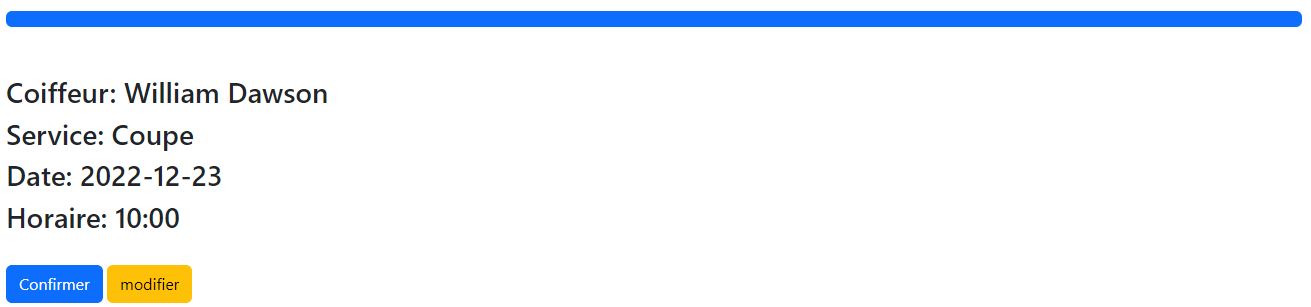 Coiffeur: William Dawson
Service: Coupe
Date: 2022-12-23
Horaire: 10:00
Confirmer modifier